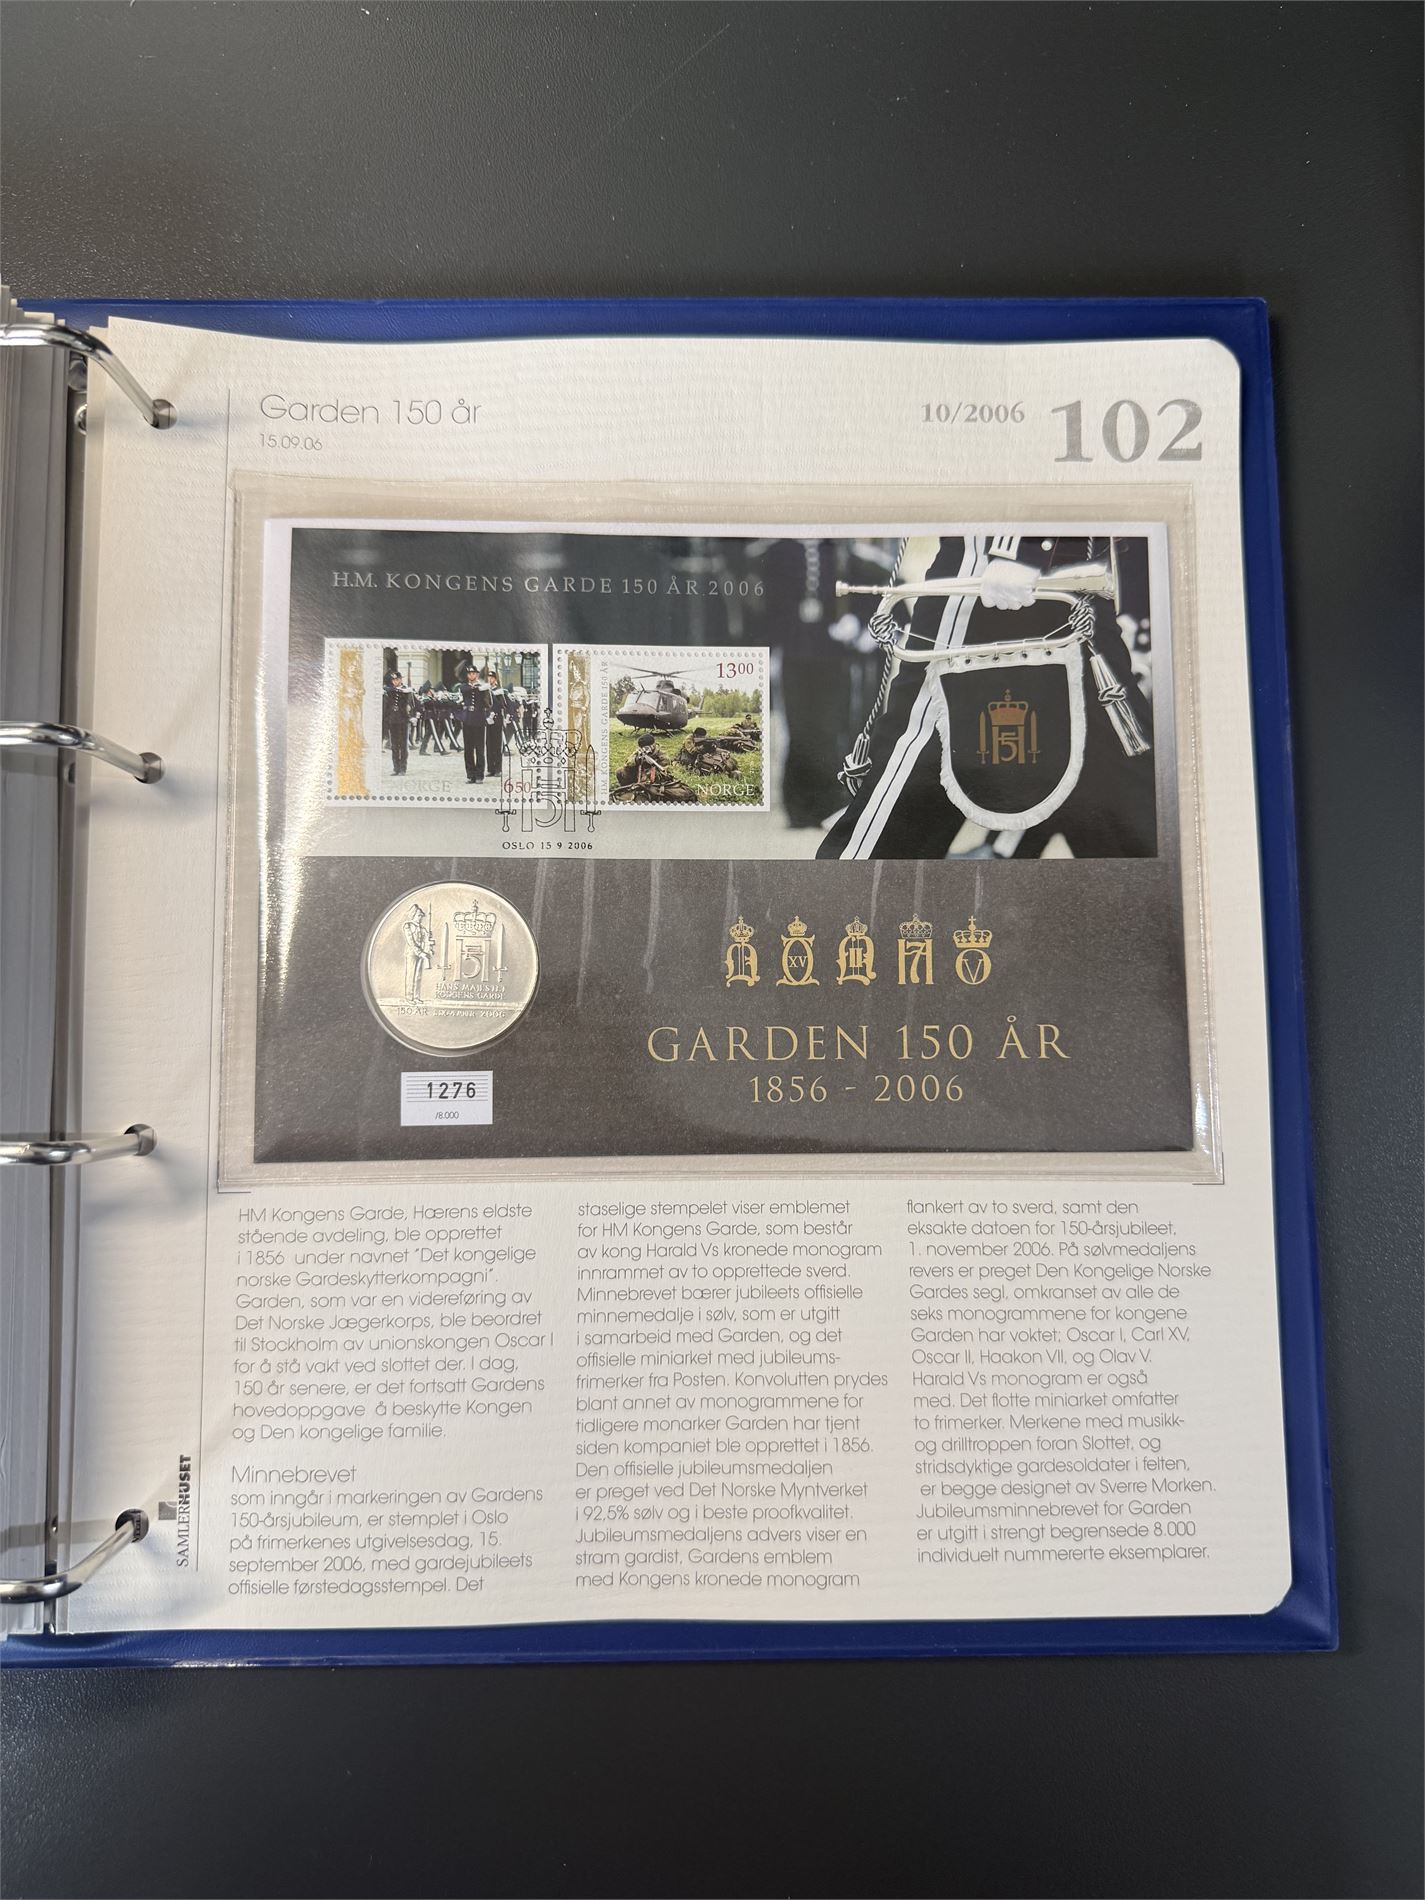 Garden 150 år
15.09.06
10/2006 102
H.M. KONGENS GARDE 150 ÅR 2006
NORGE
6 50
H.M. KONGENS GARDE 150 ÅR
13 00
NORGE
OSLO 15 9 2006
HANS MAJESTET
KONGENS GARDE
150 ÅR 1. NOVEMBER 2006
1276
/8.000
GARDEN 150 ÅR
1856 - 2006
HM Kongens Garde, Hærens eldste
stående avdeling, ble opprettet
i 1856 under navnet "Det kongelige
norske Gardeskytterkompagni".
Garden, som var en videreføring av
Det Norske Jægerkorps, ble beordret
til Stockholm av unionskongen Oscar I
for å stå vakt ved slottet der. I dag,
150 år senere, er det fortsatt Gardens
hovedoppgave å beskytte Kongen
og Den kongelige familie.
Minnebrevet
som inngår i markeringen av Gardens
150-årsjubileum, er stemplet i Oslo
på frimerkenes utgivelsesdag, 15.
september 2006, med gardejubileets
offisielle førstedagsstempel. Det
staselige stempelet viser emblemet
for HM Kongens Garde, som består
av kong Harald Vs kronede monogram
innrammet av to opprettede sverd.
Minnebrevet bærer jubileets offisielle
minnemedalje i sølv, som er utgitt
i samarbeid med Garden, og det
offisielle miniarket med jubileums-
frimerker fra Posten. Konvolutten prydes
blant annet av monogrammene for
tidligere monarker Garden har tjent
siden kompaniet ble opprettet i 1856.
Den offisielle jubileumsmedaljen
er preget ved Det Norske Myntverket
i 92,5% sølv og i beste proofkvalitet.
Jubileumsmedaljens advers viser en
stram gardist, Gardens emblem
med Kongens kronede monogram
flankert av to sverd, samt den
eksakte datoen for 150-årsjubileet,
1. november 2006. På sølvmedaljens
revers er preget Den Kongelige Norske
Gardes segl, omkranset av alle de
seks monogrammene for kongene
Garden har voktet; Oscar I, Carl XV,
Oscar II, Haakon VII, og Olav V.
Harald Vs monogram er også
med. Det flotte miniarket omfatter
to frimerker. Merkene med musikk-
og drilltroppen foran Slottet, og
stridsdyktige gardesoldater i felten,
er begge designet av Sverre Morken.
Jubileumsminnebrevet for Garden
er utgitt i strengt begrensede 8.000
individuelt nummererte eksemplarer.
SAMLERHUSET